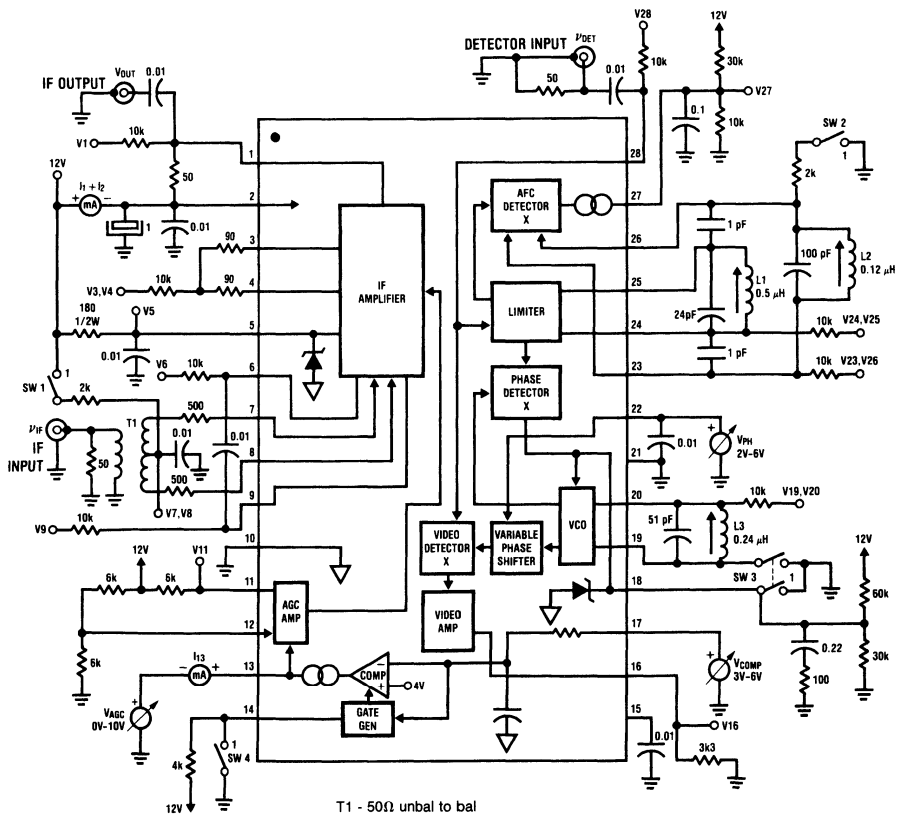 V28
12V
DETECTOR INPUT
νDET
IF OUTPUT
VOUT
0.01
50
0.01
10k
30k
V27
V1
10k
0.1
10k
SW 2
1
12V
1
28
50
2k
I1 + I2
+ mA −
1
0.01
2
AFC
DETECTOR
X
27
1 pF
26
100 pF
L2
0.12 μH
90
3
IF
AMPLIFIER
V3,V4
10k
90
4
LIMITER
25
L1
0.5 μH
24pF
V5
180
1/2W
5
24
10k
V24,V25
0.01
1 pF
V6
10k
6
23
10k
V23,V26
SW 1
1
2k
PHASE
DETECTOR
X
500
7
22
νIF
IF
INPUT
T1
0.01
0.01
0.01
+
VPH
2V-6V
50
8
21
500
9
V7,V8
V9
10k
20
10k
V19,V20
VCO
51 pF
L3
0.24 μH
10
19
VIDEO
DETECTOR
X
VARIABLE
PHASE
SHIFTER
12V
V11
12V
6k
6k
11
18
SW 3
1
60k
AGC
AMP
VIDEO
AMP
12
17
6k
0.22
30k
I13
− mA +
13
COMP
−
+
4V
16
+
VCOMP
3V-6V
100
+
VAGC
0V-10V
14
GATE
GEN
15
V16
1
SW 4
0.01
3k3
4k
12V
T1 - 50Ω unbal to bal